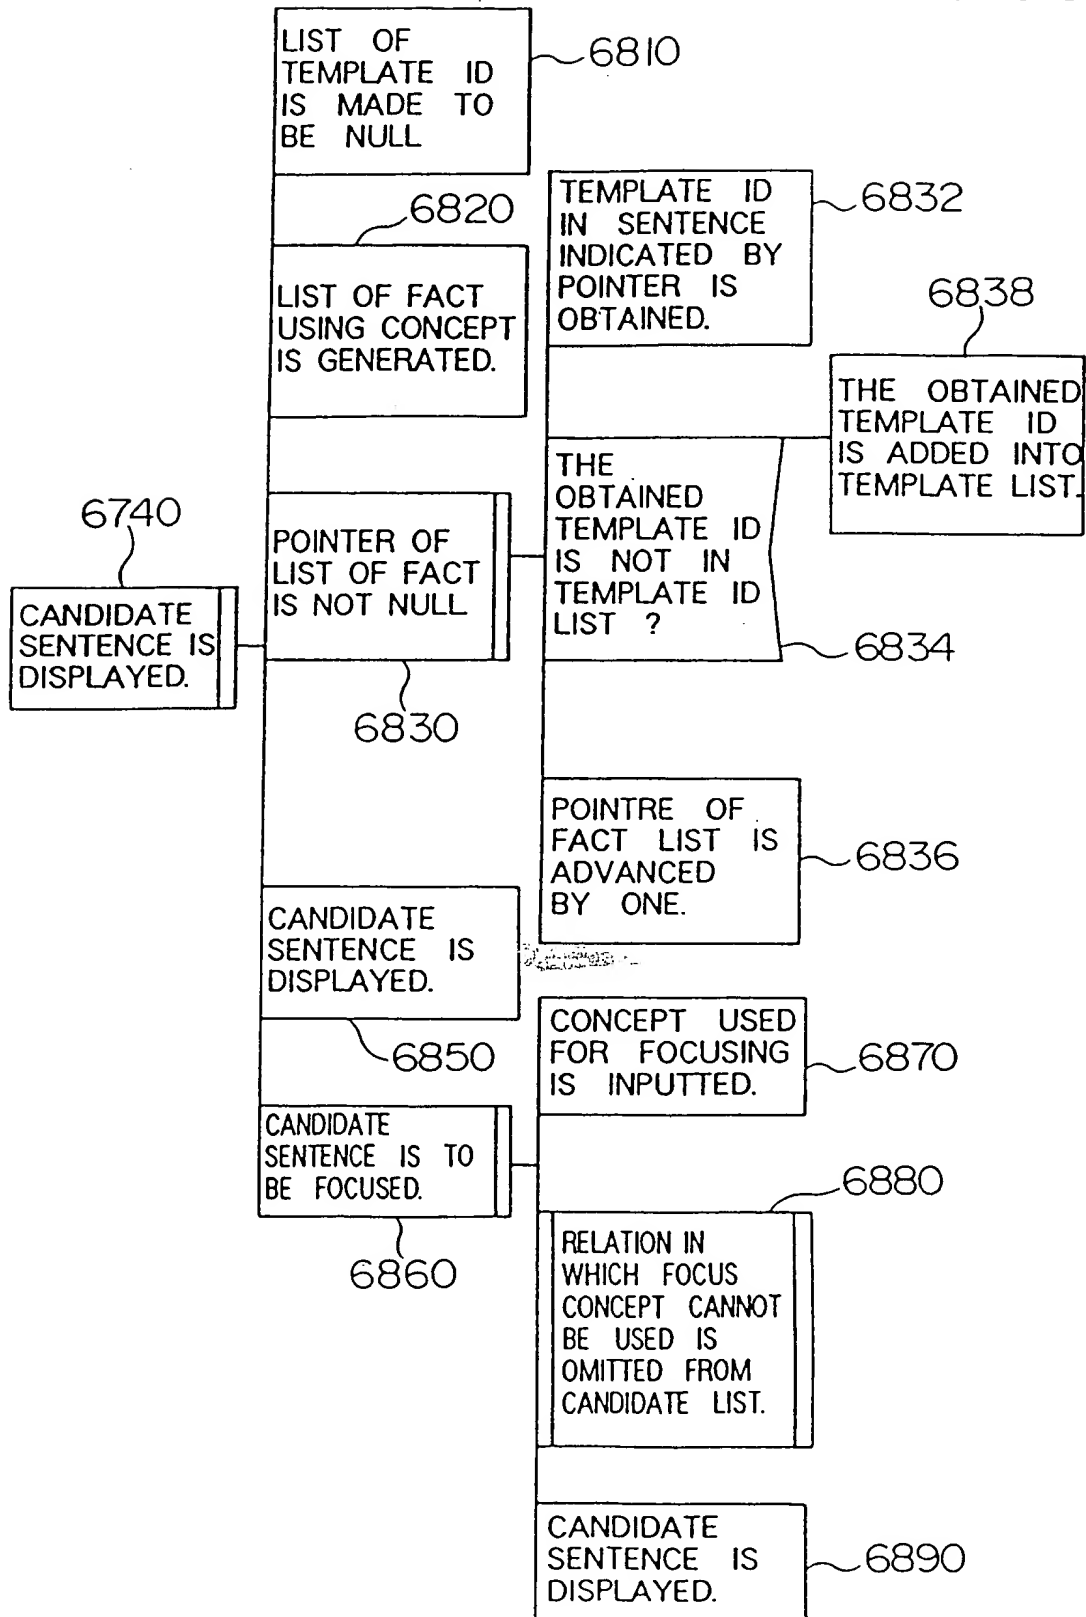 LIST OF
TEMPLATE ID
IS MADE TO
BE NULL
6810
6820
LIST OF FACT
USING CONCEPT
IS GENERATED.
TEMPLATE ID
IN SENTENCE
INDICATED BY
POINTER IS
OBTAINED.
6832
6838
THE OBTAINED
TEMPLATE ID
IS ADDED INTO
TEMPLATE LIST.
6740
CANDIDATE
SENTENCE IS
DISPLAYED.
POINTER OF
LIST OF FACT
IS NOT NULL
6830
THE
OBTAINED
TEMPLATE ID
IS NOT IN
TEMPLATE ID
LIST ?
6834
POINTRE OF
FACT LIST IS
ADVANCED
BY ONE.
6836
CANDIDATE
SENTENCE IS
DISPLAYED.
6850
CANDIDATE
SENTENCE IS TO
BE FOCUSED.
6860
CONCEPT USED
FOR FOCUSING
IS INPUTTED.
6870
6880
RELATION IN
WHICH FOCUS
CONCEPT CANNOT
BE USED IS
OMITTED FROM
CANDIDATE LIST.
CANDIDATE
SENTENCE IS
DISPLAYED.
6890